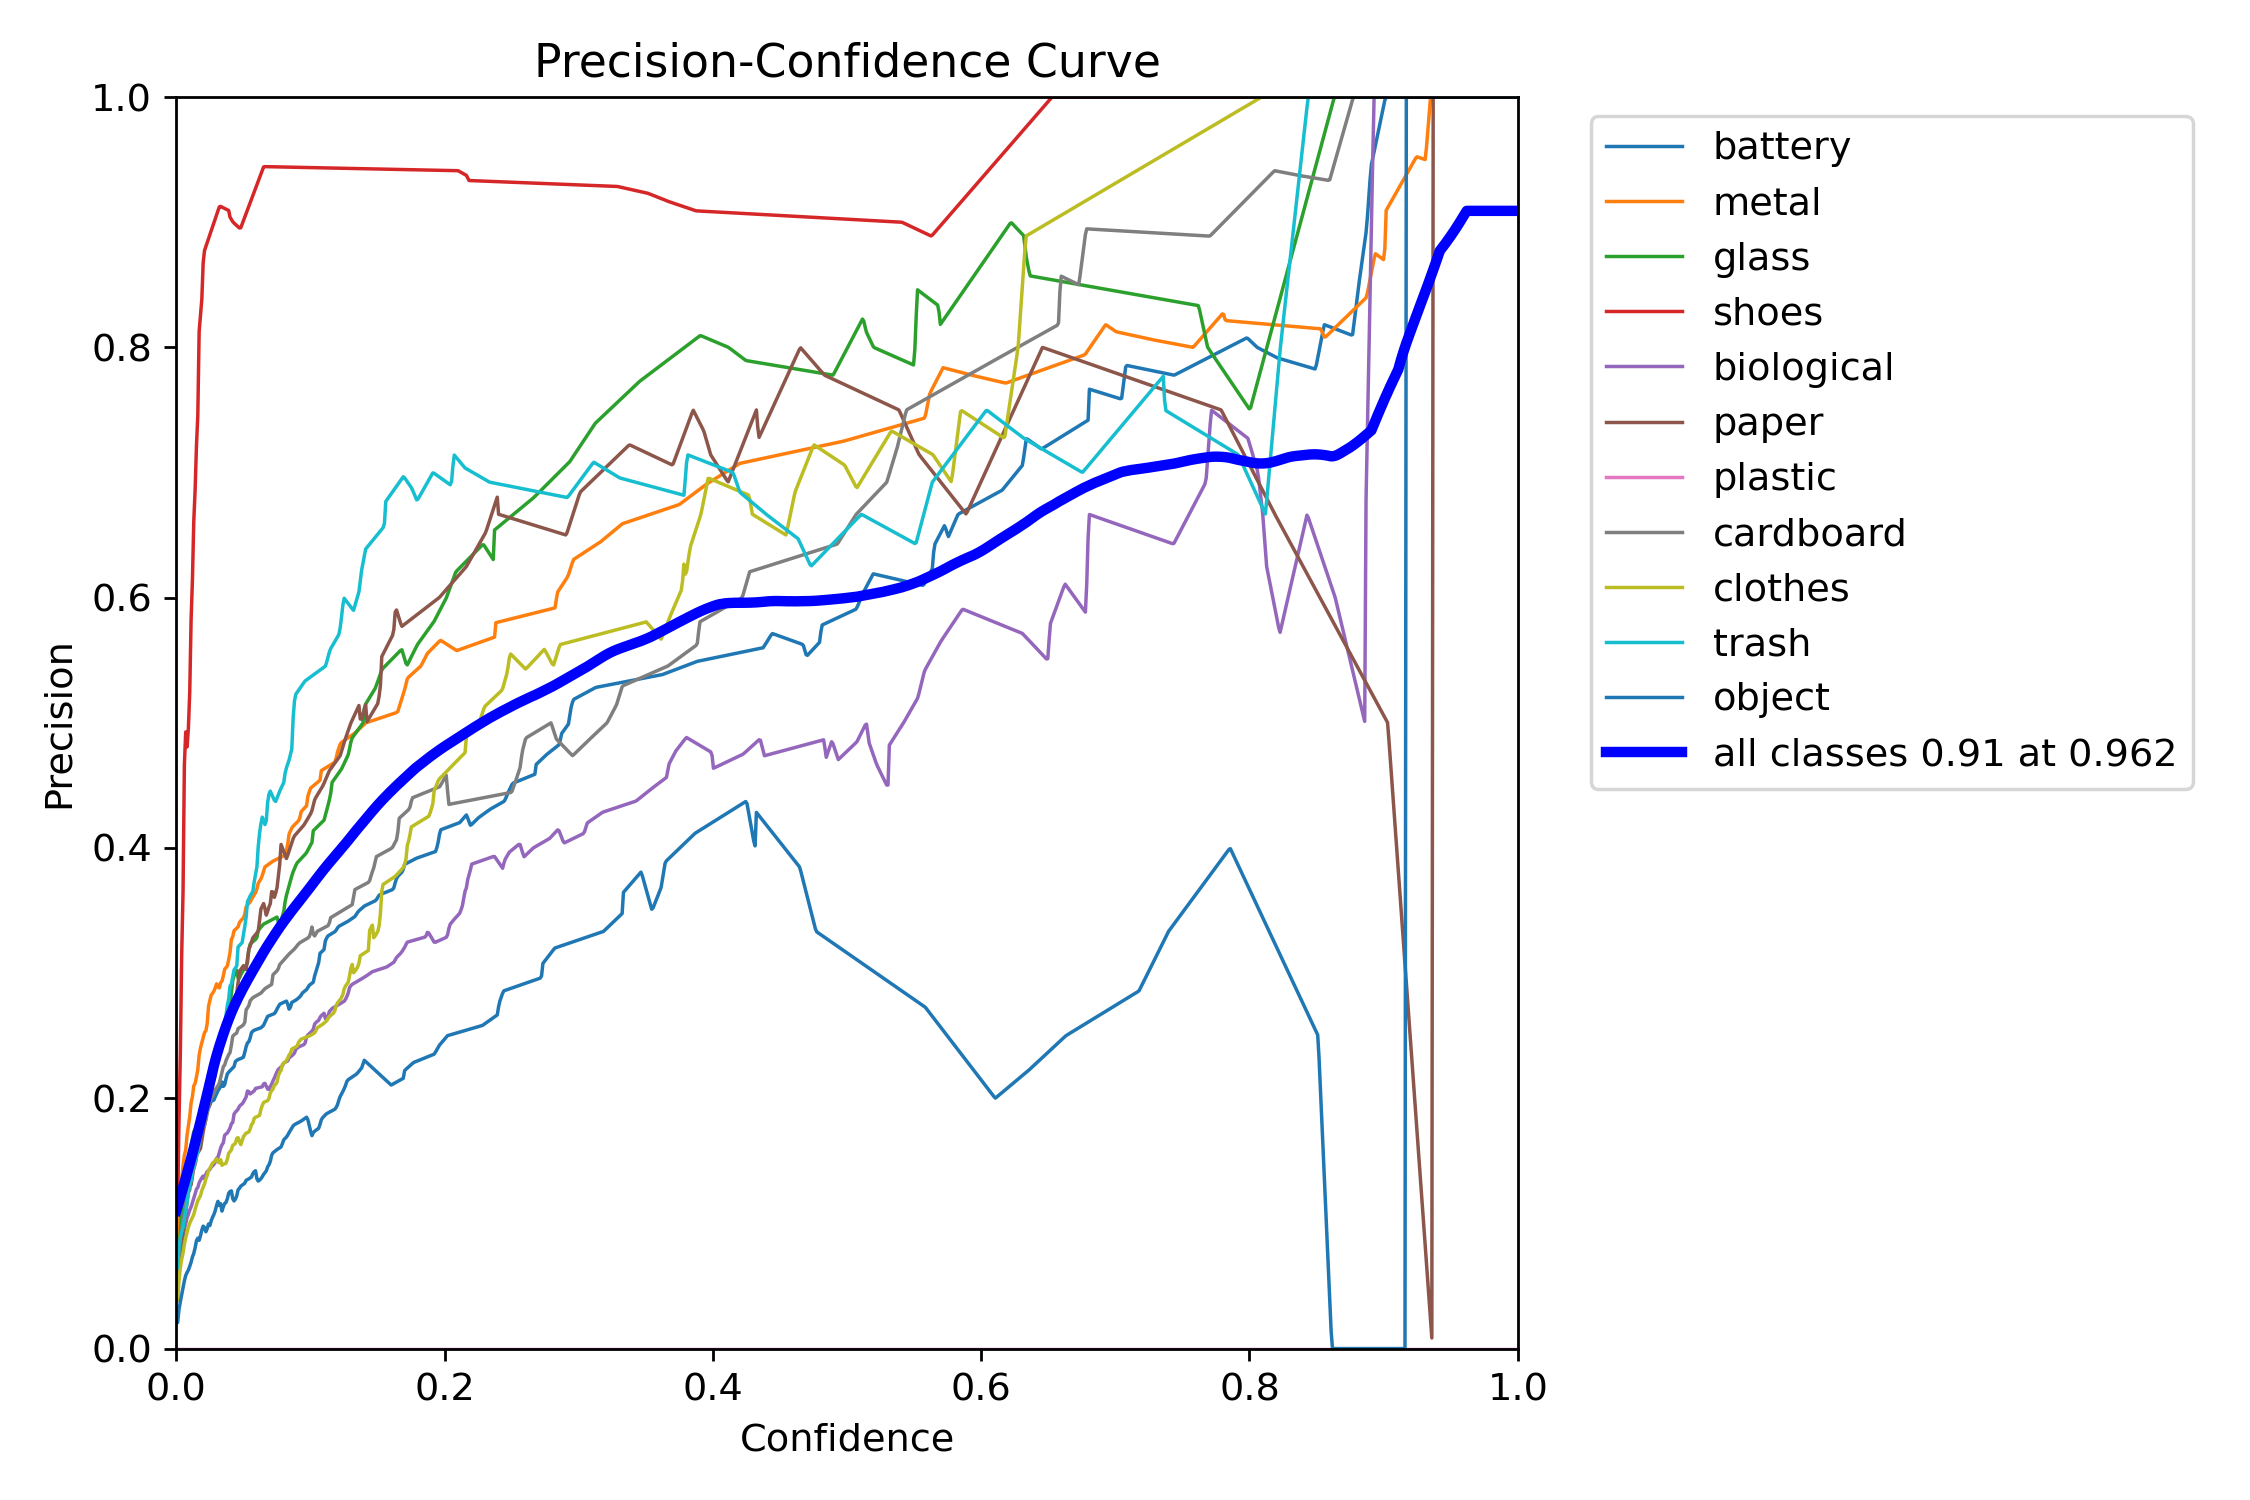 Precision-Confidence Curve
1.0
0.8
0.6
0.4
0.2
0.0
Precision
0.0 0.2 0.4 0.6 0.8 1.0
Confidence
battery
metal
glass
shoes
biological
paper
plastic
cardboard
clothes
trash
object
all classes 0.91 at 0.962